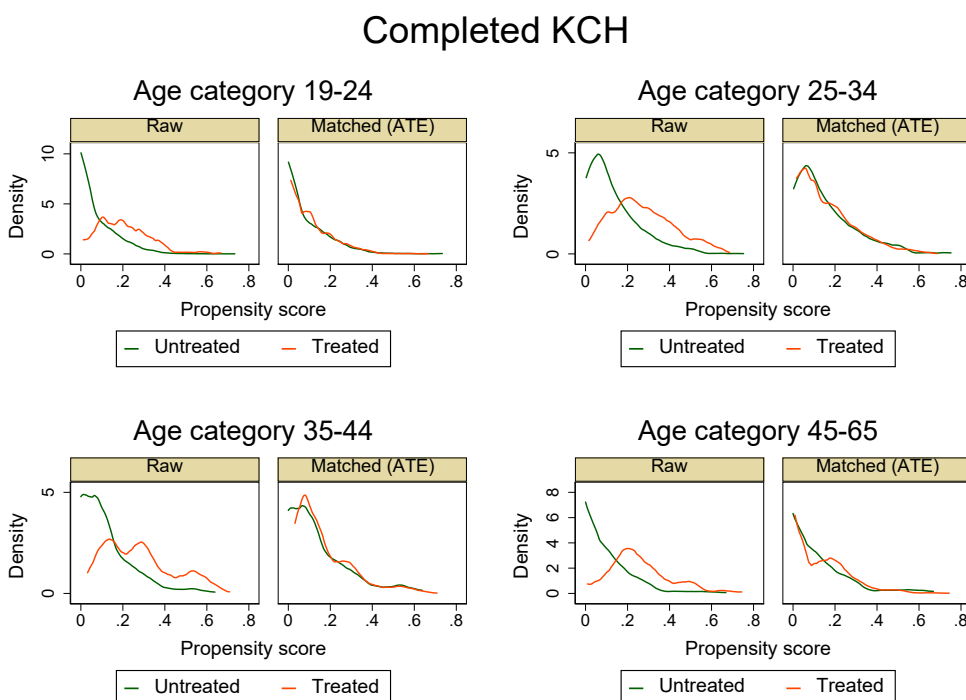 Completed KCH
Age category 19-24
Raw
Matched (ATE)
Density
0
5
10
0 .2 .4 .6 .8
0 .2 .4 .6 .8
Propensity score
Untreated
Treated
Age category 25-34
Raw
Matched (ATE)
Density
0
5
0 .2 .4 .6 .8
0 .2 .4 .6 .8
Propensity score
Untreated
Treated
Age category 35-44
Raw
Matched (ATE)
Density
0
5
0 .2 .4 .6 .8
0 .2 .4 .6 .8
Propensity score
Untreated
Treated
Age category 45-65
Raw
Matched (ATE)
Density
0
2
4
6
8
0 .2 .4 .6 .8
0 .2 .4 .6 .8
Propensity score
Untreated
Treated